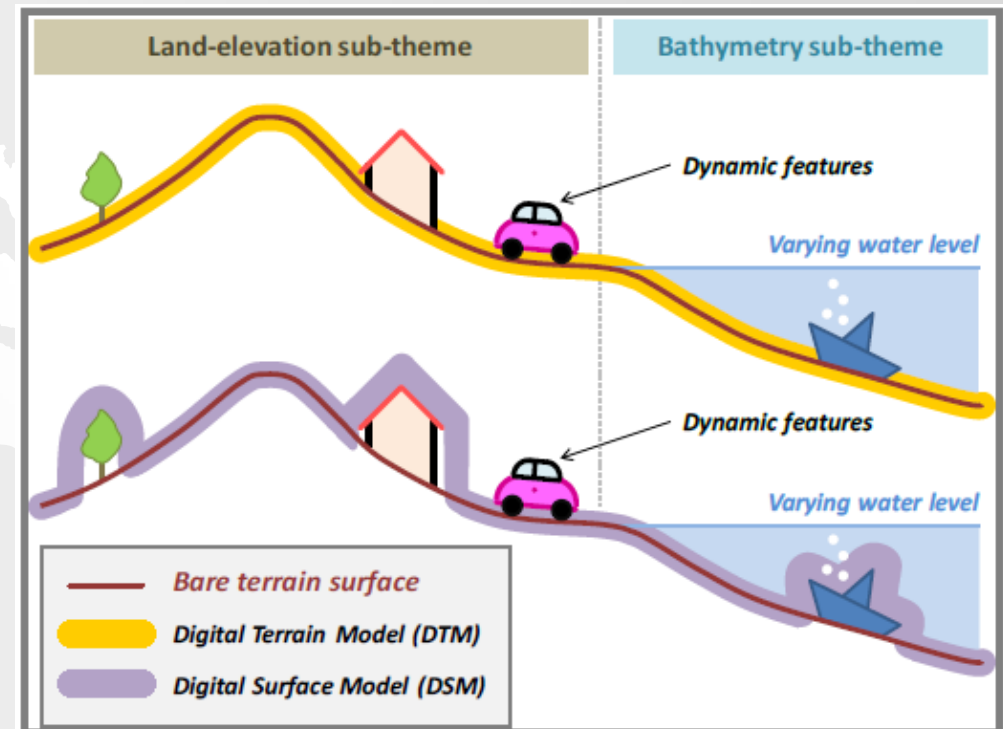 Land-elevation sub-theme
Bathymetry sub-theme
Dynamic features
Varying water level
Dynamic features
Varying water level
Bare terrain surface
Digital Terrain Model (DTM)
Digital Surface Model (DSM)